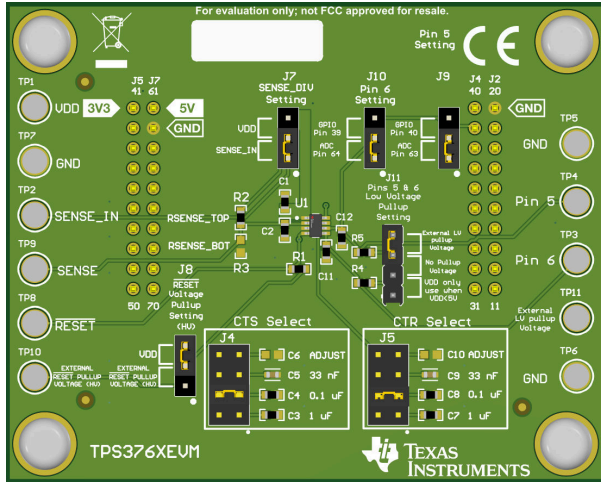 For evaluation only; not FCC approved for resale.
Pin 5
Setting
CE
TP1
VDD
3V3
J5
41
J7
61
5V
GND
J7
SENSE_DIV
Setting
VDD
SENSE_IN
J10
Pin 6
Setting
GPIO
Pin 39
ADC
Pin 64
J9
GPIO
Pin 40
ADC
Pin 63
J4
40
J2
20
GND
TP5
GND
TP7
GND
TP2
SENSE_IN
R2
RSENSE_TOP
C1
U1
C2
C12
J11
Pins 5 & 6
Low Voltage
Pullup
Setting
TP4
Pin 5
TP9
SENSE
RSENSE_BOT
R3
R1
C11
R5
R4
External LV
pullup
Voltage
No Pullup
Voltage
VDD only
use when
VDD<5V
TP3
Pin 6
TP8
RESET
50
70
J8
RESET
Voltage
Pullup
Setting
(HV)
31
11
TP11
External LV pullup
Voltage
TP10
EXTERNAL
RESET PULLUP
VOLTAGE (HV)
VDD
EXTERNAL
RESET PULLUP
VOLTAGE (HV)
CTS Select
J4
C6 ADJUST
C5 33 nF
C4 0.1 uF
C3 1 uF
CTR Select
J5
C10 ADJUST
C9 33 nF
C8 0.1 uF
C7 1 uF
TP6
GND
TPS376XEVM
TEXAS
INSTRUMENTS